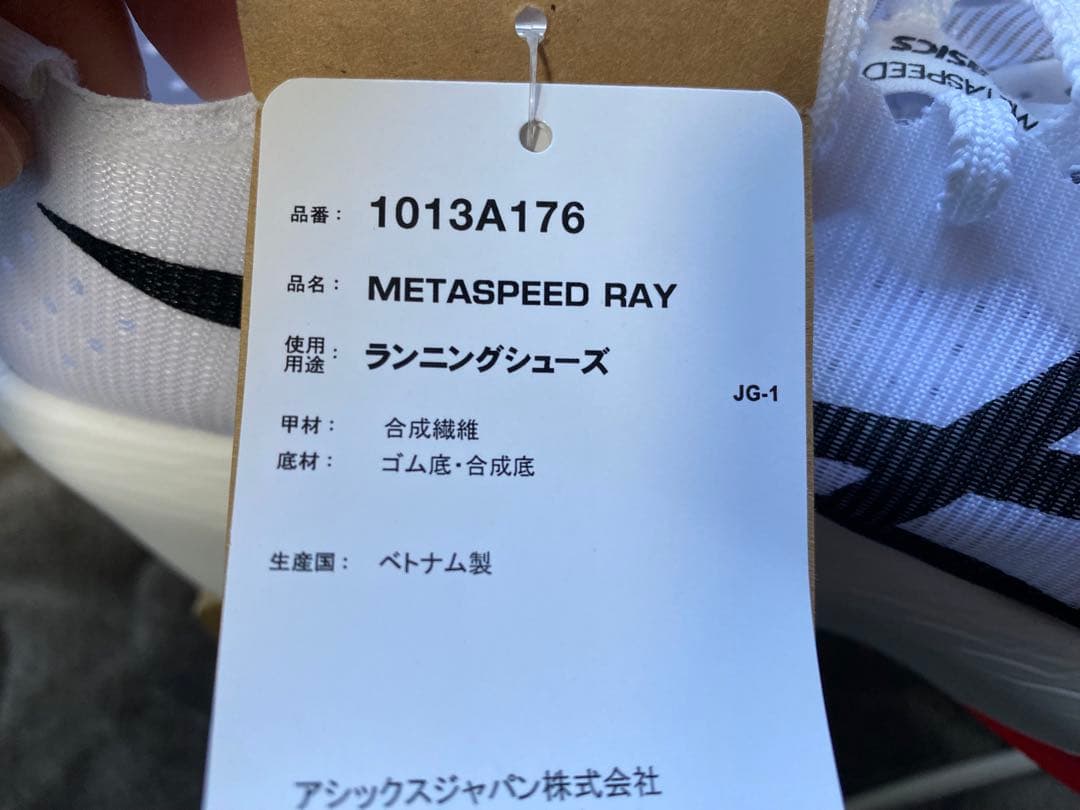 asics
METASPEED
品番： 1013A176
品名： METASPEED RAY
使用用途： ランニングシューズ
JG-1
甲材： 合成繊維
底材： ゴム底・合成底
生産国： ベトナム製
アシックスジャパン株式会社